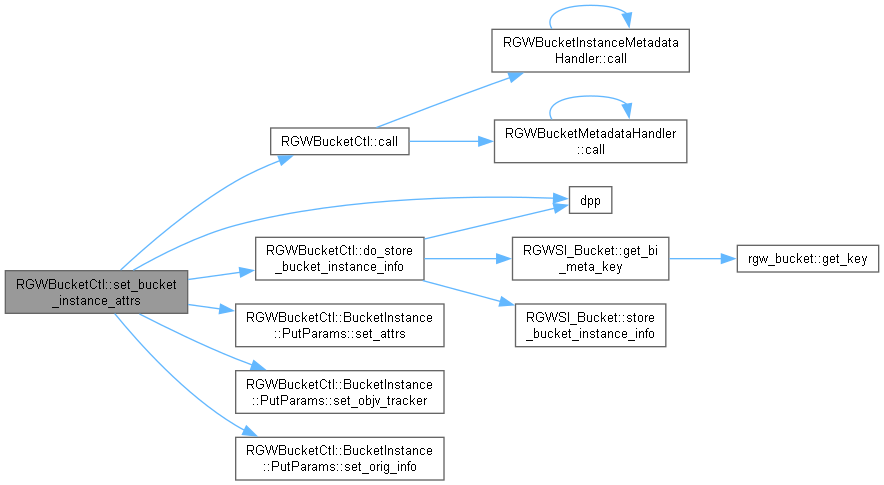 RGWBucketInstanceMetadata
Handler::call
RGWBucketCtl::call
RGWBucketMetadataHandler
::call
dpp
RGWBucketCtl::do_store
_bucket_instance_info
RGWSI_Bucket::get_bi
_meta_key
rgw_bucket::get_key
RGWBucketCtl::set_bucket
_instance_attrs
RGWBucketCtl::BucketInstance
::PutParams::set_attrs
RGWSI_Bucket::store
_bucket_instance_info
RGWBucketCtl::BucketInstance
::PutParams::set_objv_tracker
RGWBucketCtl::BucketInstance
::PutParams::set_orig_info